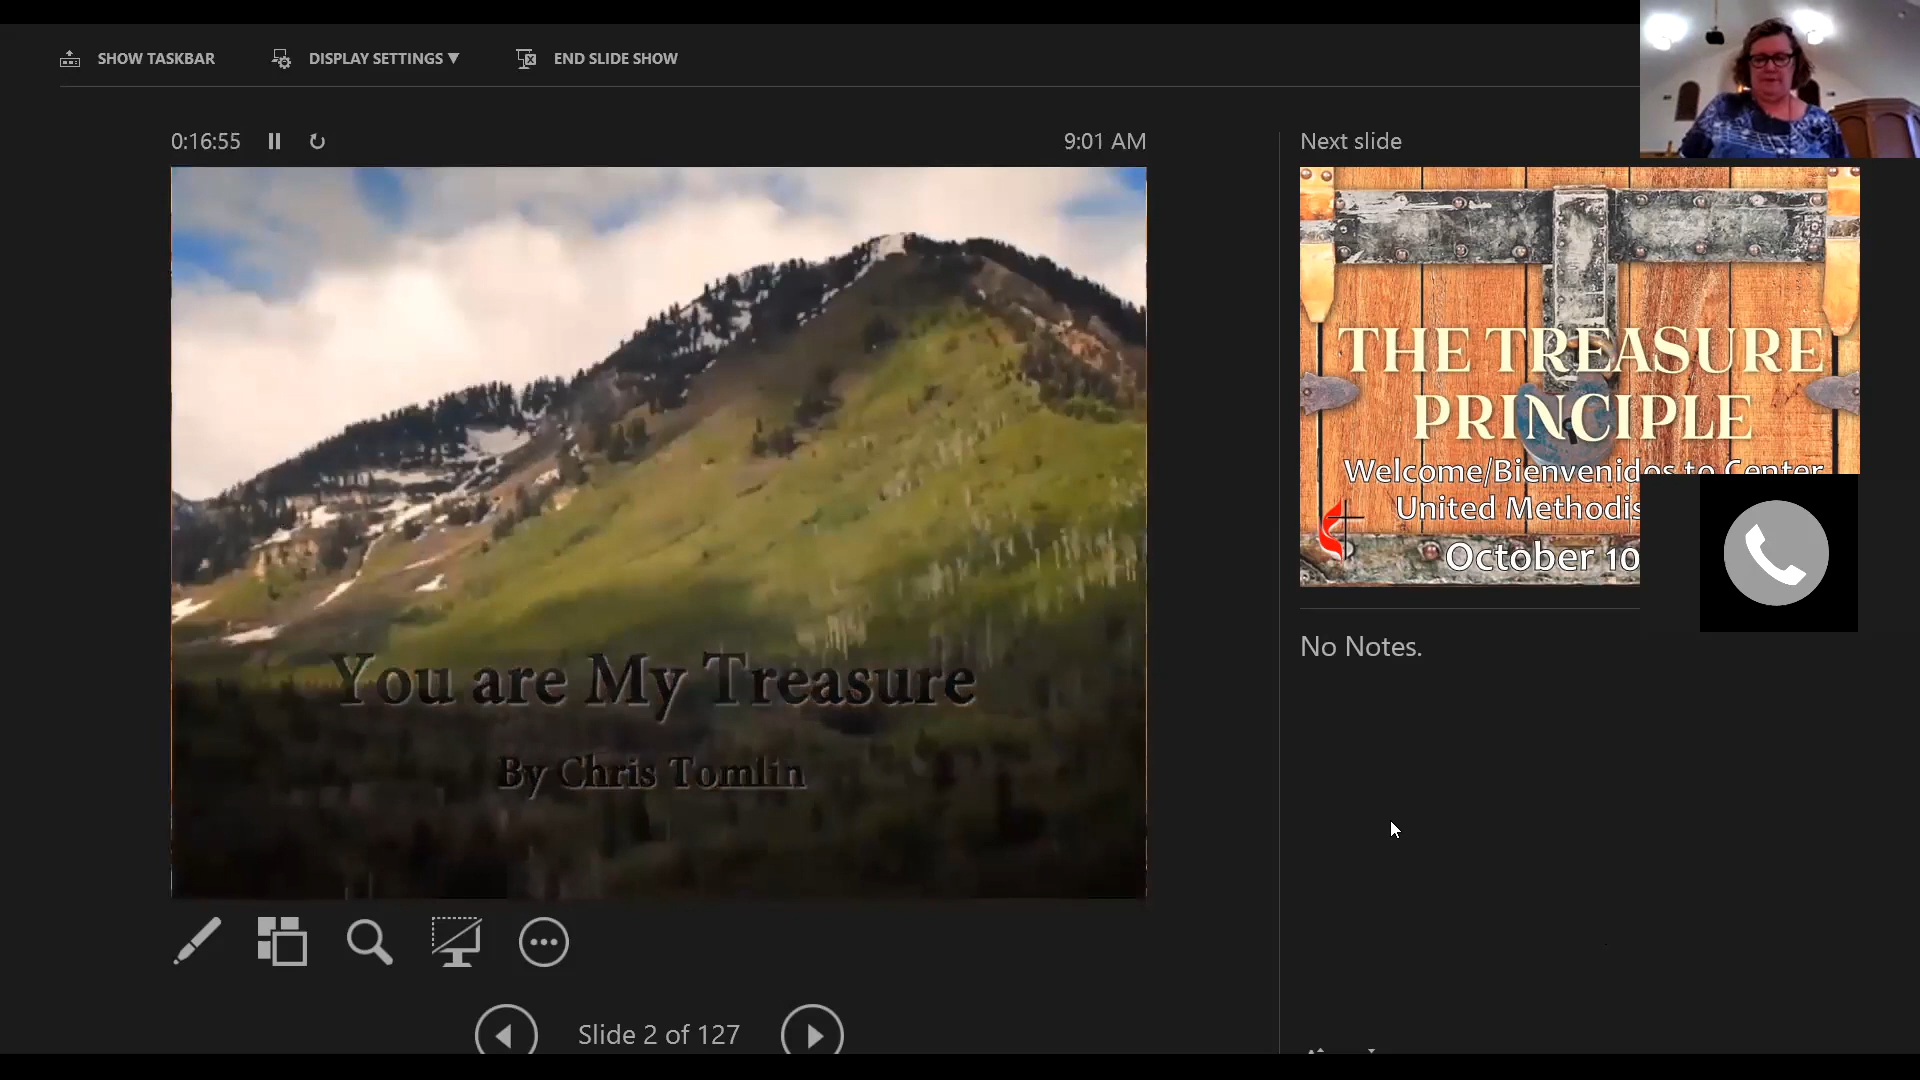 SHOW TASKBAR
DISPLAY SETTINGS ▼
END SLIDE SHOW
0:16:55
9:01 AM
You are My Treasure
By Chris Tomlin
Slide 2 of 127
Next slide
THE TREASURE
PRINCIPLE
Welcome/Bienvenidos to Center
United Methodis
October 10
No Notes.